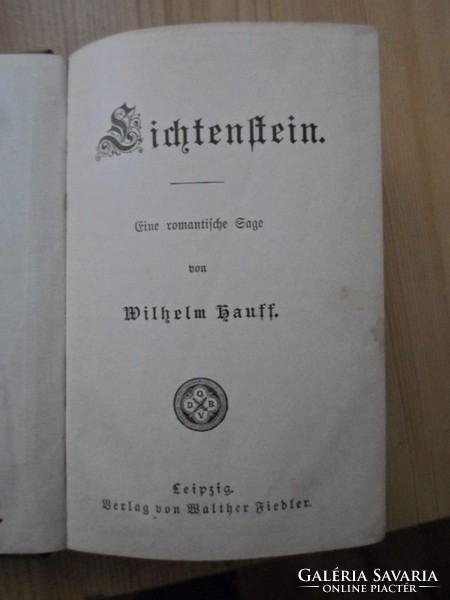 Lichtenstein.
Eine romantische Sage
von
Wilhelm Hauff.
Q
D B
V
Leipzig.
Verlag von Walther Fiedler.
GALÉRIA SAVARIA
ONLINE PIACTÉR